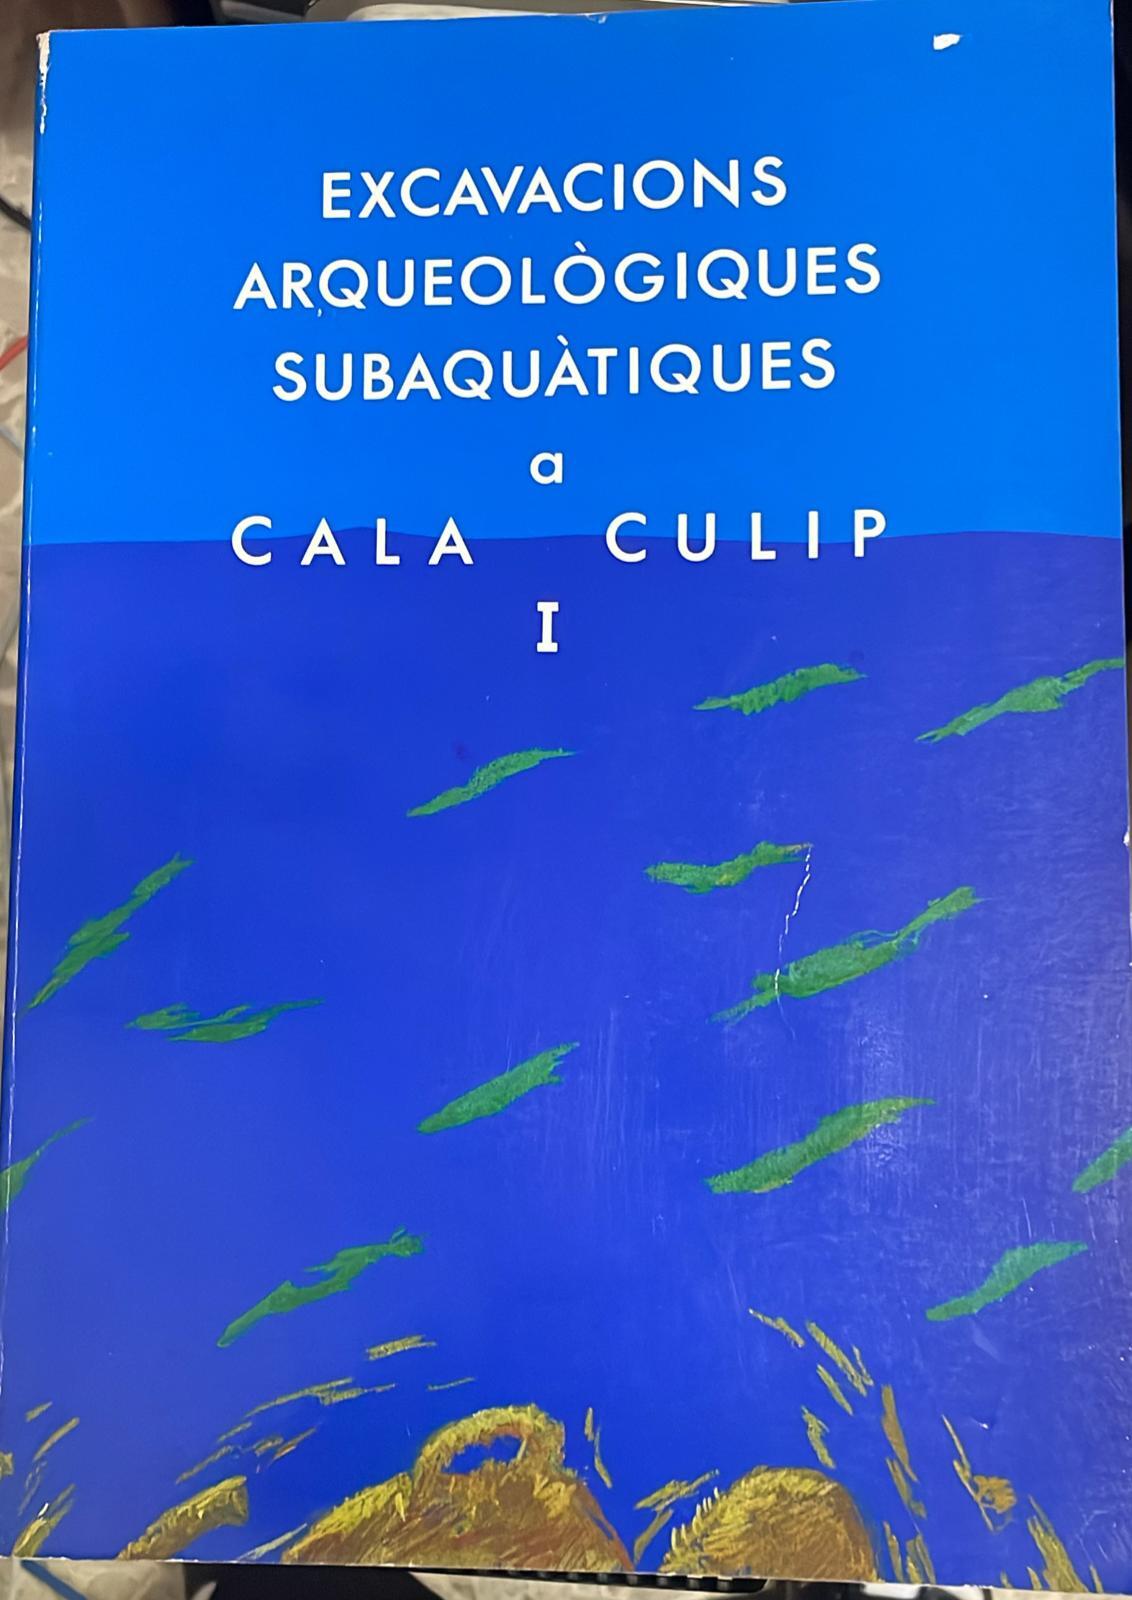 EXCAVACIONS
ARQUEOLÒGIQUES
SUBAQUÀTIQUES
a
CALA CULIP
I